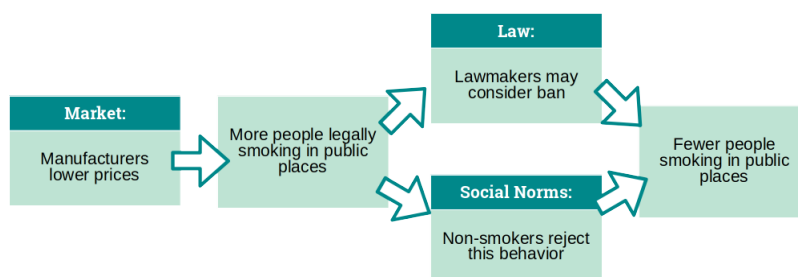 Market:
Manufacturers
lower prices
More people legally
smoking in public
places
Law:
Lawmakers may
consider ban
Social Norms:
Non-smokers reject
this behavior
Fewer people
smoking in public
places